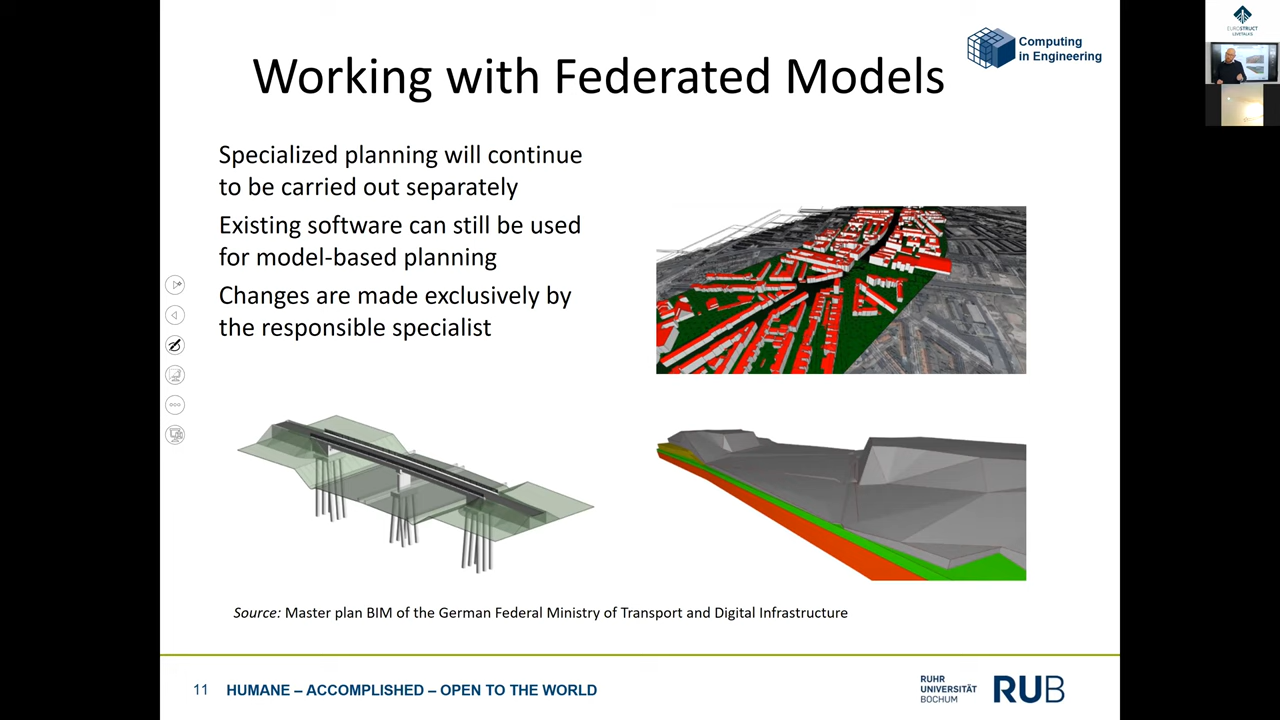 Working with Federated Models
Computing
in Engineering
EUROSTRUCT
LIVETALKS
Specialized planning will continue
to be carried out separately
Existing software can still be used
for model-based planning
Changes are made exclusively by
the responsible specialist
Source: Master plan BIM of the German Federal Ministry of Transport and Digital Infrastructure
11 HUMANE – ACCOMPLISHED – OPEN TO THE WORLD
RUHR
UNIVERSITÄT
BOCHUM
RUB